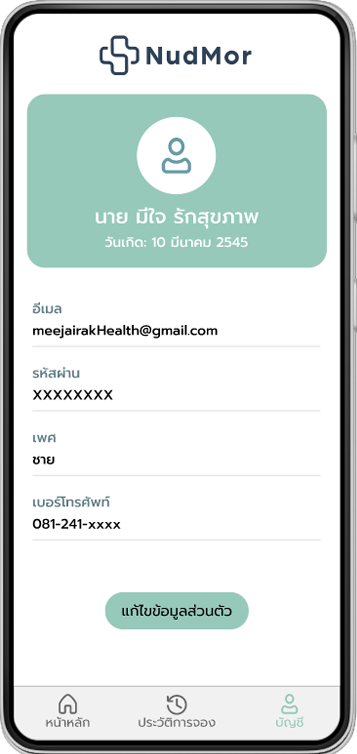 NudMor
นาย มีใจ รักสุขภาพ
วันเกิด: 10 มีนาคม 2545
อีเมล
meejairakHealth@gmail.com
รหัสผ่าน
XXXXXXXX
เพศ
ชาย
เบอร์โทรศัพท์
081-241-xxxx
แก้ไขข้อมูลส่วนตัว
หน้าหลัก ประวัติการจอง บัญชี